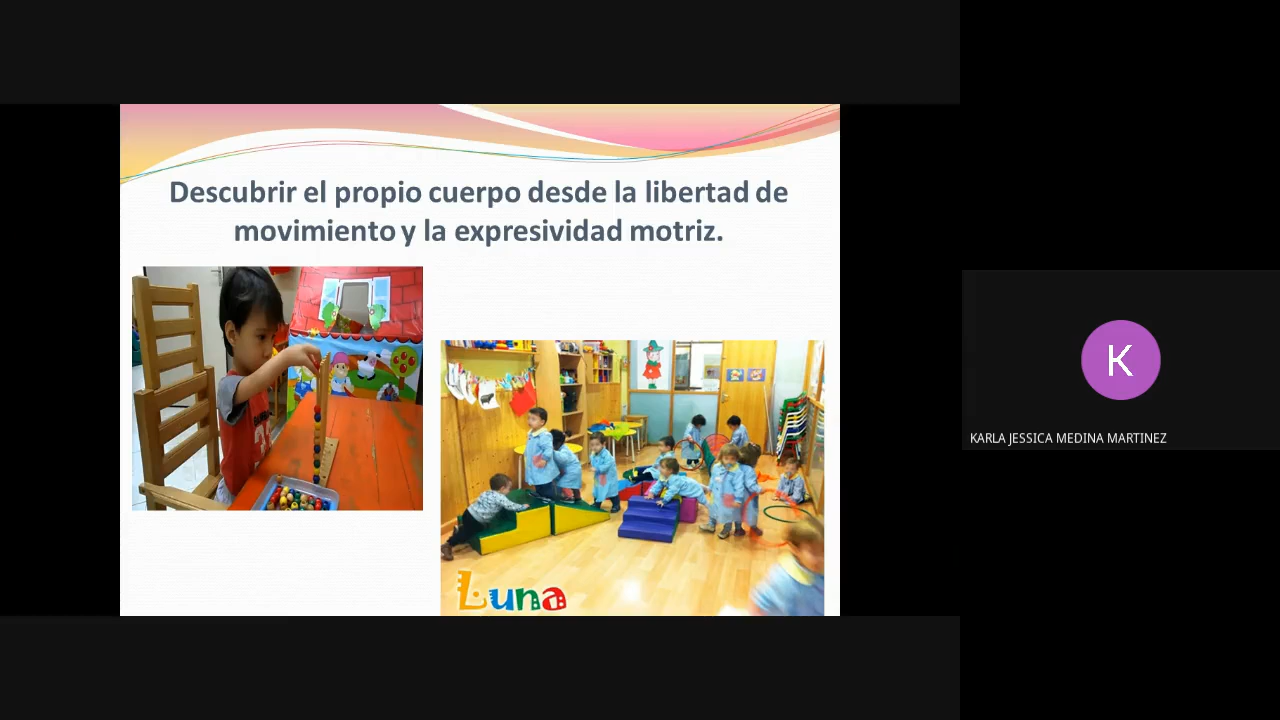 Descubrir el propio cuerpo desde la libertad de
movimiento y la expresividad motriz.
Luna
K
KARLA JESSICA MEDINA MARTINEZ